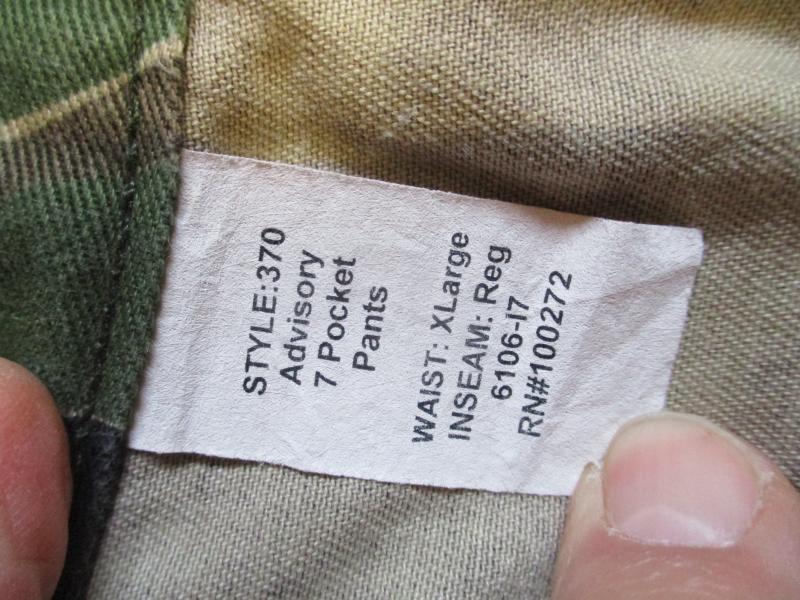 STYLE:370
Advisory
7 Pocket
Pants
WAIST: XLarge
INSEAM: Reg
6106-I7
RN#100272